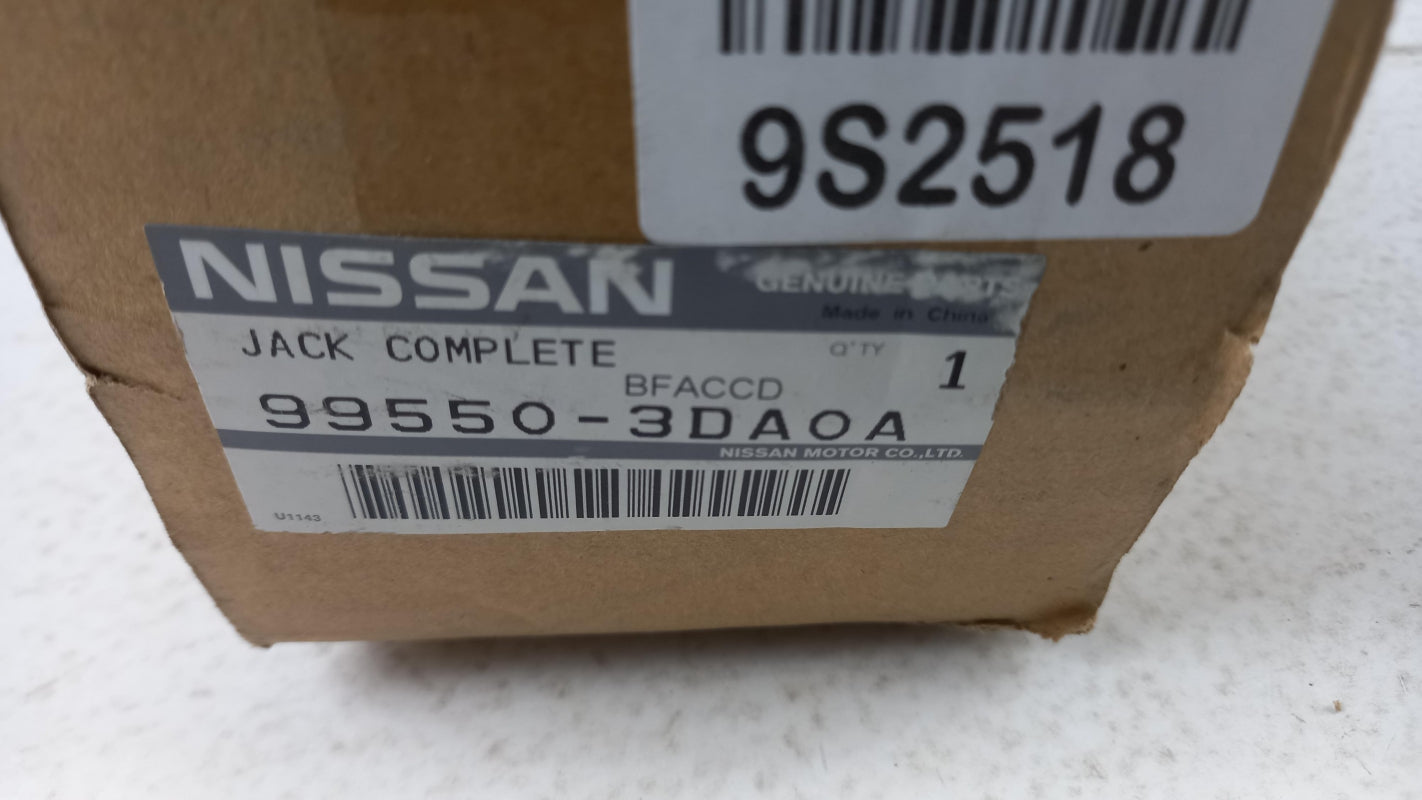 9S2518
NISSAN
GENUINE PARTS
Made in China
JACK COMPLETE
Q'TY 1
BFACCD
99550-3DA0A
NISSAN MOTOR CO.,LTD.
U1143